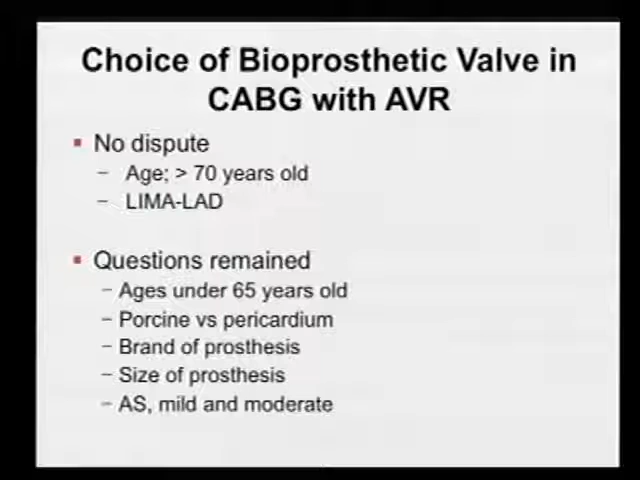 Choice of Bioprosthetic Valve in
CABG with AVR
No dispute
– Age: > 70 years old
– LIMA-LAD
Questions remained
– Ages under 65 years old
– Porcine vs pericardium
– Brand of prosthesis
– Size of prosthesis
– AS, mild and moderate